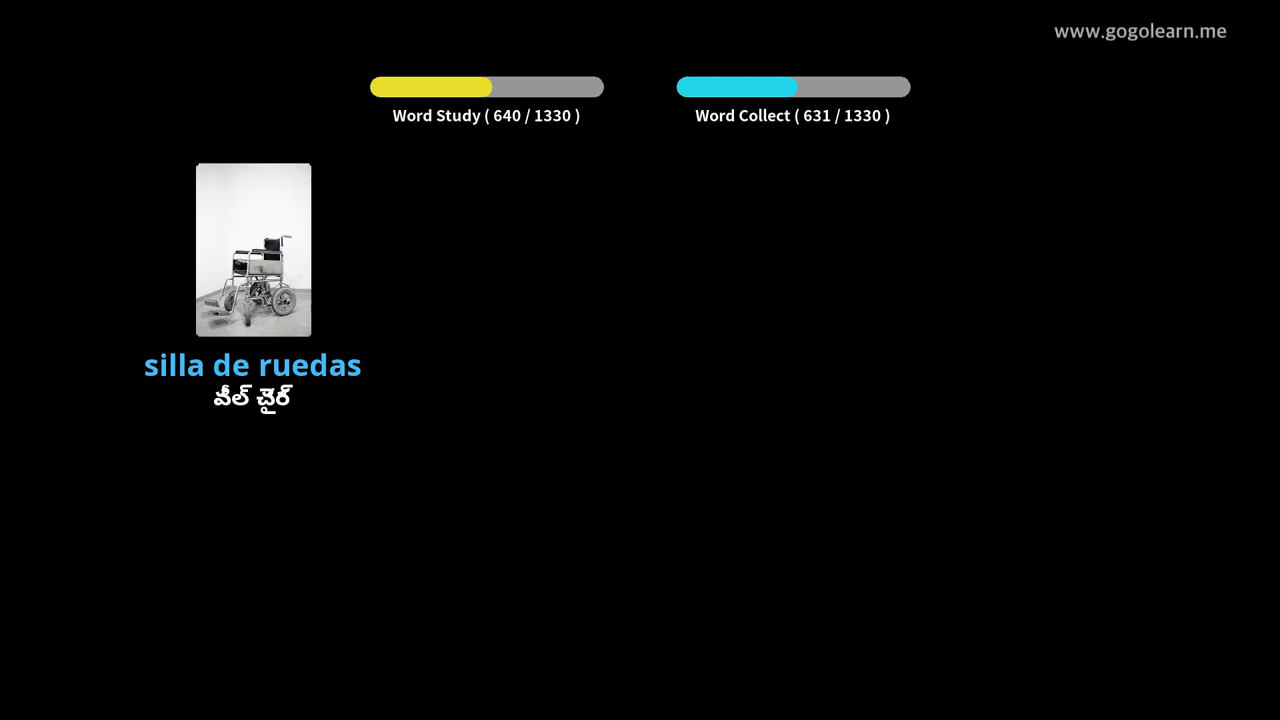 www.gogolearn.me
Word Study ( 640 / 1330 )
Word Collect ( 631 / 1330 )
silla de ruedas
వీల్ చైర్